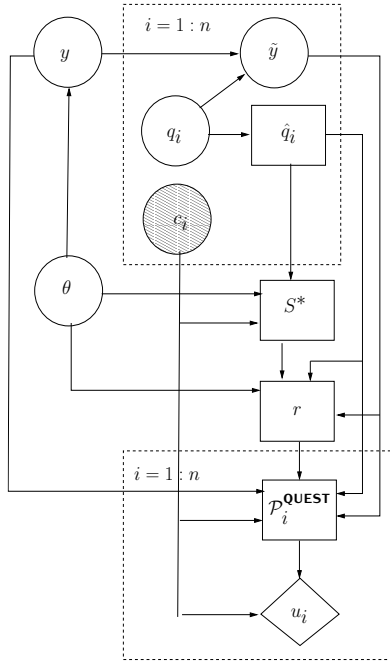 i = 1 : n
y
ỹ
q_i
q̂_i
c_i
θ
S*
r
i = 1 : n
𝒫_i^QUEST
u_i